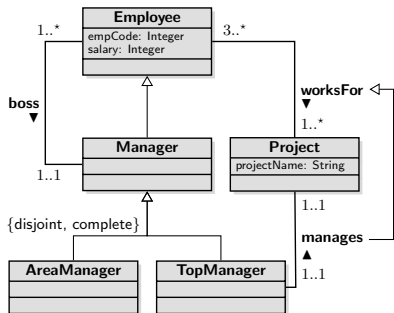 Employee
empCode: Integer
salary: Integer
1..*
3..*
boss
▼
worksFor
▼
1..*
Manager
Project
projectName: String
1..1
1..1
{disjoint, complete}
manages
▲
1..1
AreaManager
TopManager